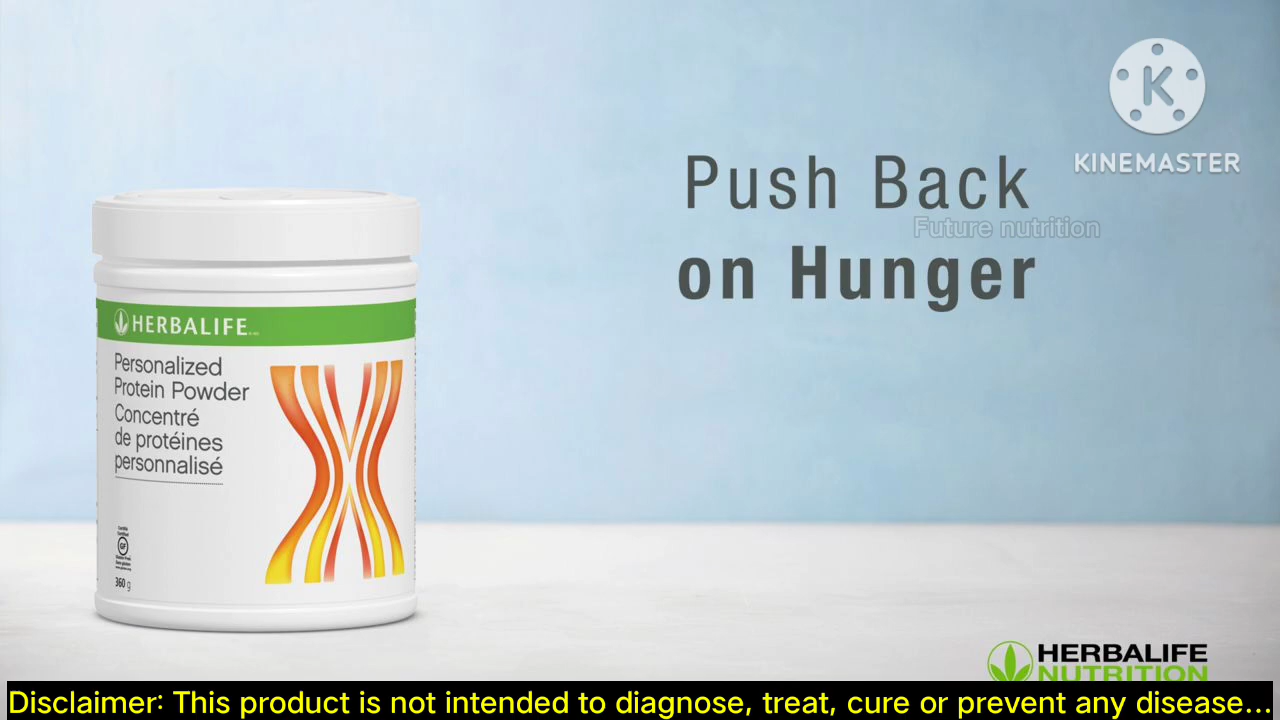 KINEMASTER
Push Back
Future nutrition
on Hunger
HERBALIFE
Personalized
Protein Powder
Concentré
de protéines
personnalisé
GF
360 g
HERBALIFE
NUTRITION
Disclaimer: This product is not intended to diagnose, treat, cure or prevent any disease...